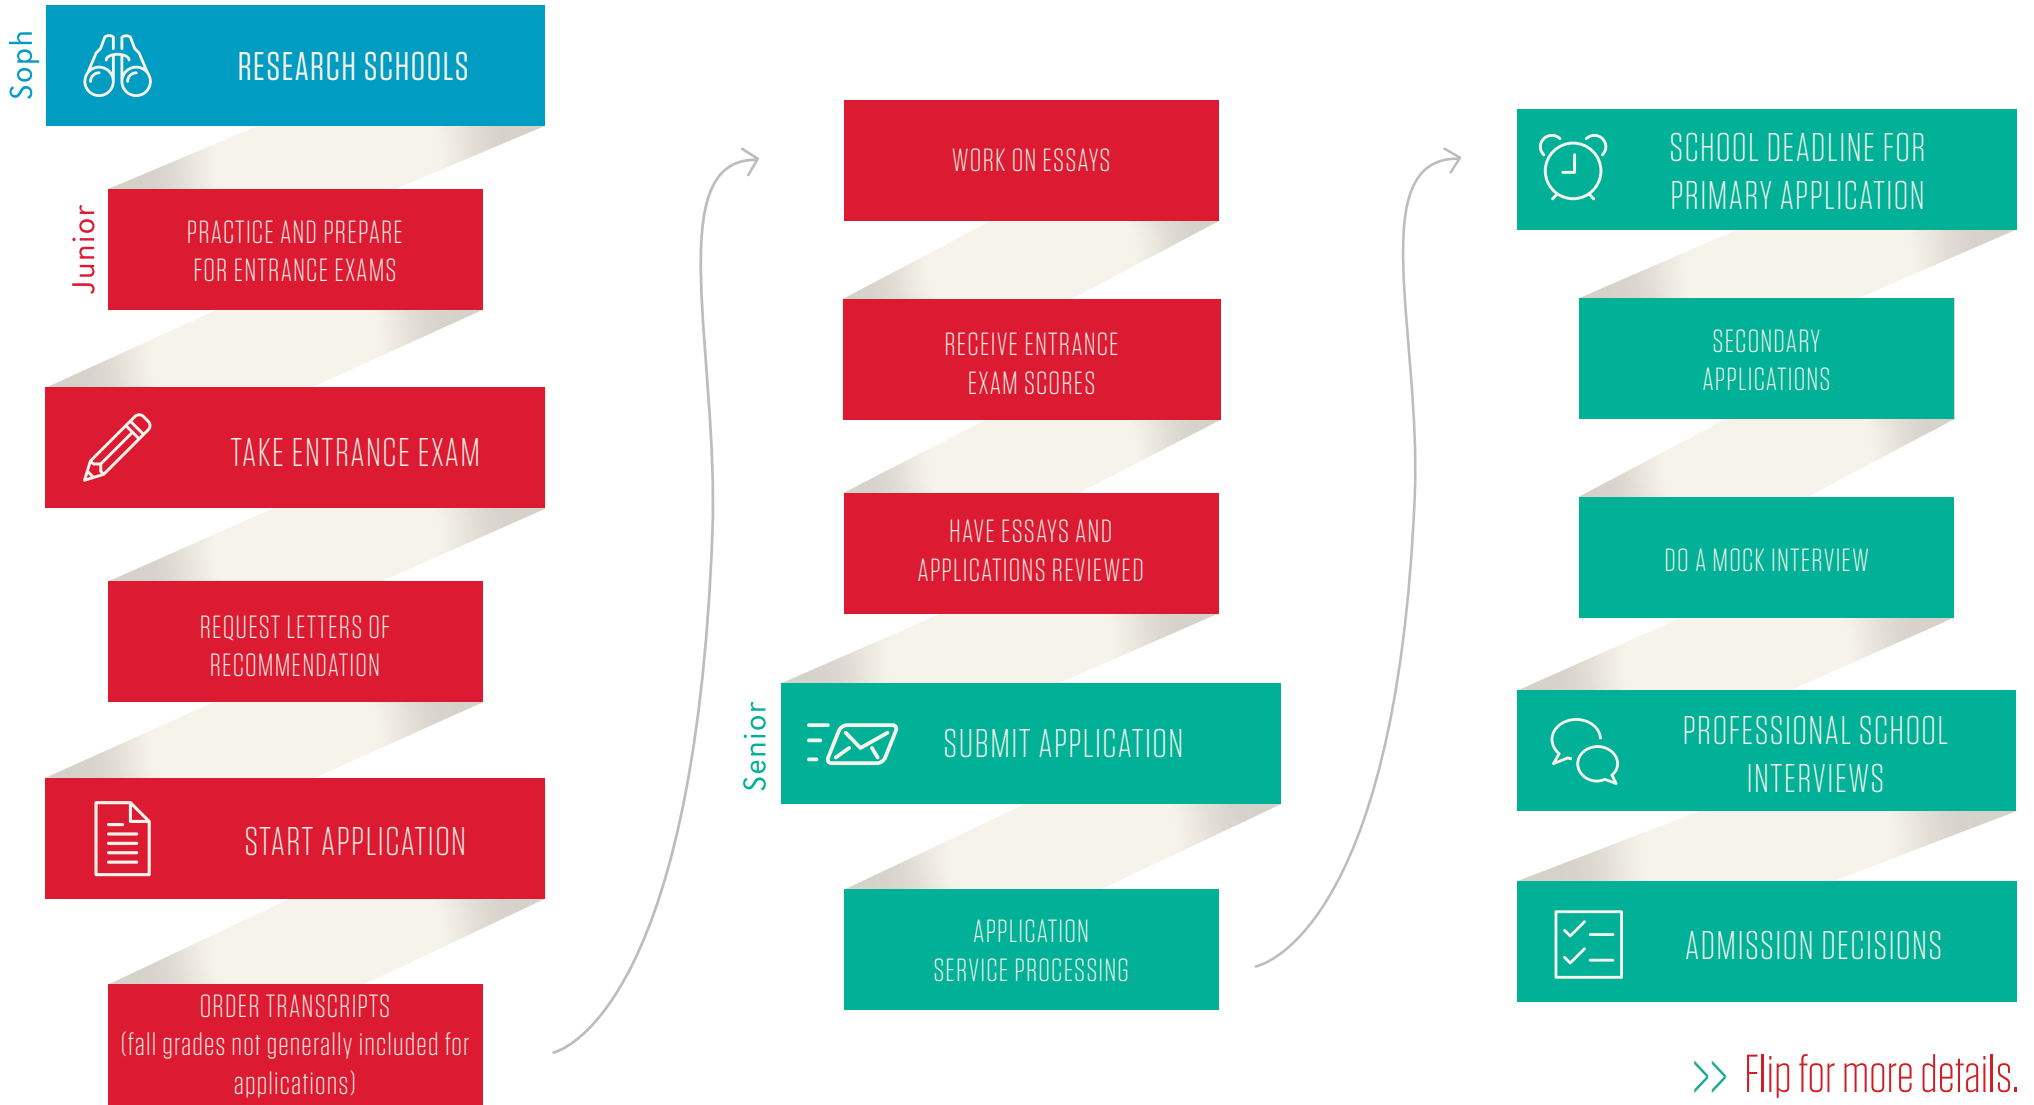 Soph
RESEARCH SCHOOLS
Junior
PRACTICE AND PREPARE
FOR ENTRANCE EXAMS
TAKE ENTRANCE EXAM
REQUEST LETTERS OF
RECOMMENDATION
START APPLICATION
ORDER TRANSCRIPTS
(fall grades not generally included for
applications)
WORK ON ESSAYS
RECEIVE ENTRANCE
EXAM SCORES
HAVE ESSAYS AND
APPLICATIONS REVIEWED
Senior
SUBMIT APPLICATION
APPLICATION
SERVICE PROCESSING
SCHOOL DEADLINE FOR
PRIMARY APPLICATION
SECONDARY
APPLICATIONS
DO A MOCK INTERVIEW
PROFESSIONAL SCHOOL
INTERVIEWS
ADMISSION DECISIONS
>> Flip for more details.